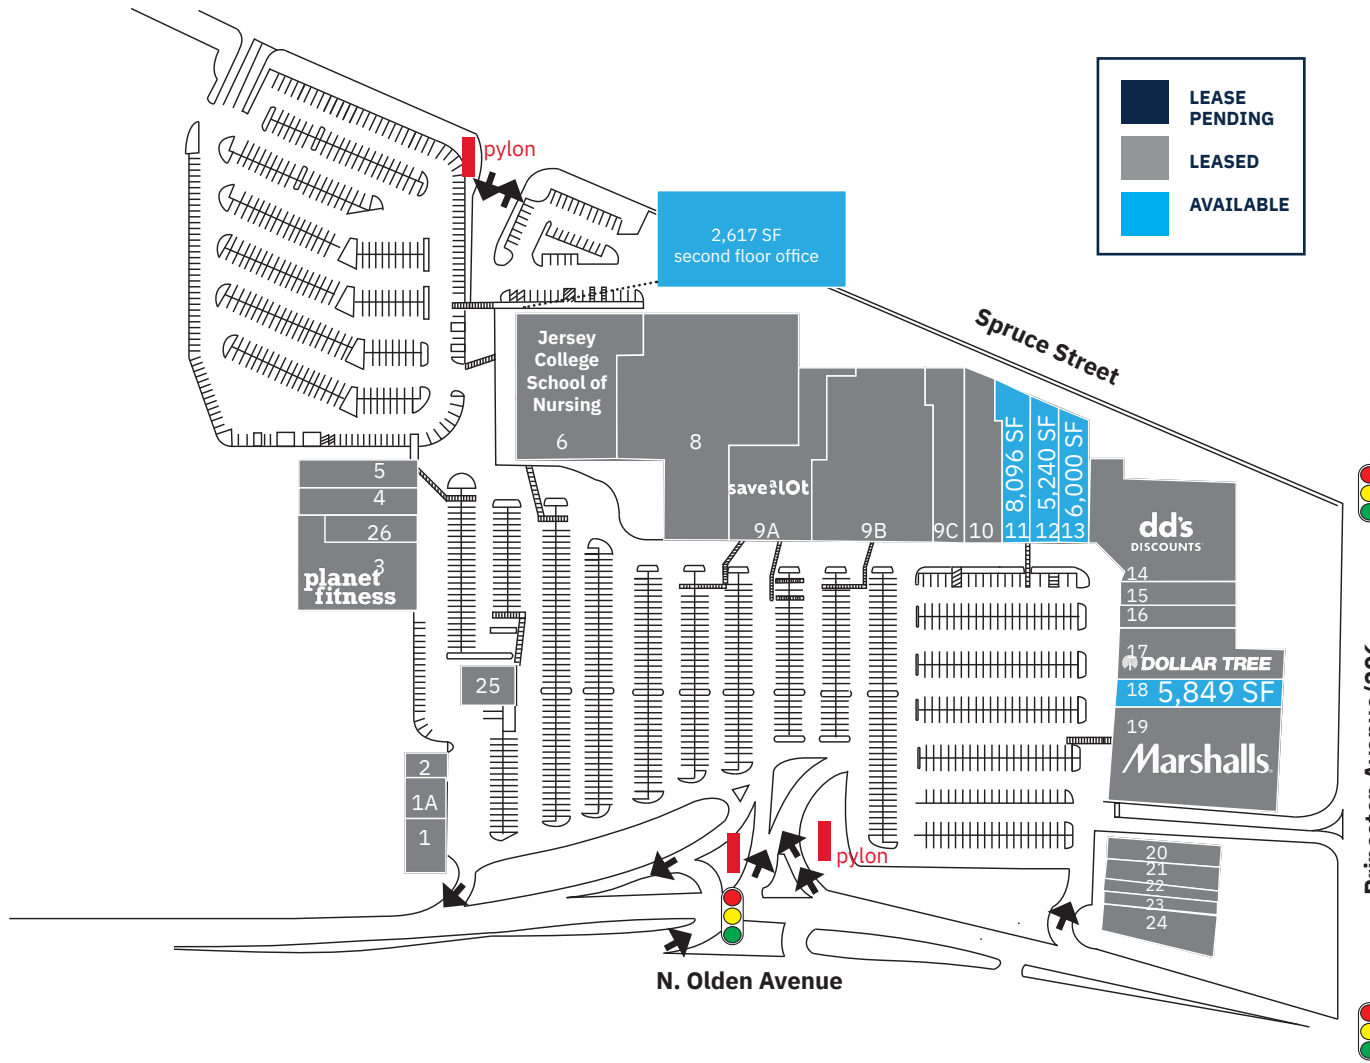 LEASE
PENDING
LEASED
AVAILABLE
pylon
2,617 SF
second floor office
Spruce Street
Jersey
College
School of
Nursing
6
8
save a lot
9A
9B
9C
10
8,096 SF
11
5,240 SF
12
6,000 SF
13
5
4
26
3
planet
fitness
dd's
DISCOUNTS
14
15
16
17
DOLLAR TREE
18 5,849 SF
19
Marshalls
25
2
1A
1
pylon
20
21
22
23
24
N. Olden Avenue